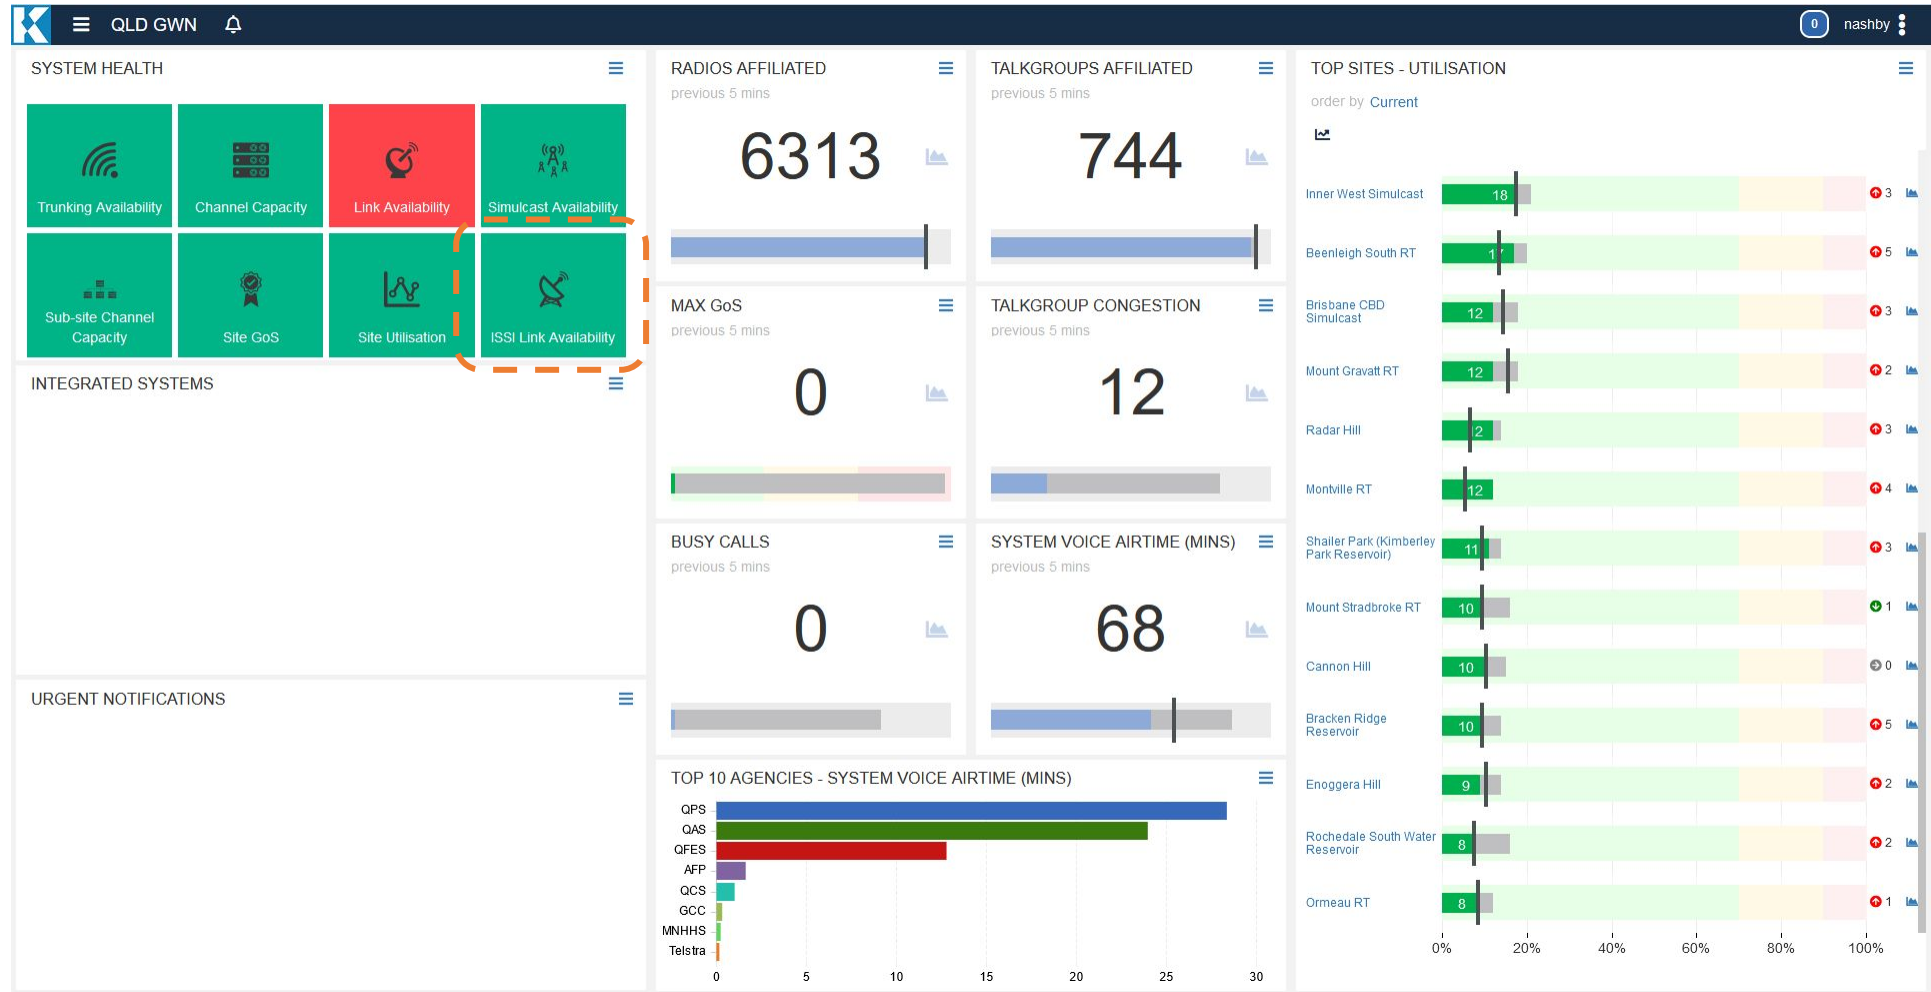 QLD GWN
0
nashby
SYSTEM HEALTH
Trunking Availability
Channel Capacity
Link Availability
Simulcast Availability
Sub-site Channel
Capacity
Site GoS
Site Utilisation
ISSI Link Availability
INTEGRATED SYSTEMS
URGENT NOTIFICATIONS
RADIOS AFFILIATED
previous 5 mins
6313
TALKGROUPS AFFILIATED
previous 5 mins
744
MAX GoS
previous 5 mins
0
TALKGROUP CONGESTION
previous 5 mins
12
BUSY CALLS
previous 5 mins
0
SYSTEM VOICE AIRTIME (MINS)
previous 5 mins
68
TOP 10 AGENCIES - SYSTEM VOICE AIRTIME (MINS)
QPS
QAS
QFES
AFP
QCS
GCC
MNHHS
Telstra
0 5 10 15 20 25 30
TOP SITES - UTILISATION
order by Current
Inner West Simulcast 18 3
Beenleigh South RT 17 5
Brisbane CBD
Simulcast 12 3
Mount Gravatt RT 12 2
Radar Hill 12 3
Montville RT 12 4
Shailer Park (Kimberley
Park Reservoir) 11 3
Mount Stradbroke RT 10 1
Cannon Hill 10 0
Bracken Ridge
Reservoir 10 5
Enoggera Hill 9 2
Rochedale South Water
Reservoir 8 2
Ormeau RT 8 1
0% 20% 40% 60% 80% 100%